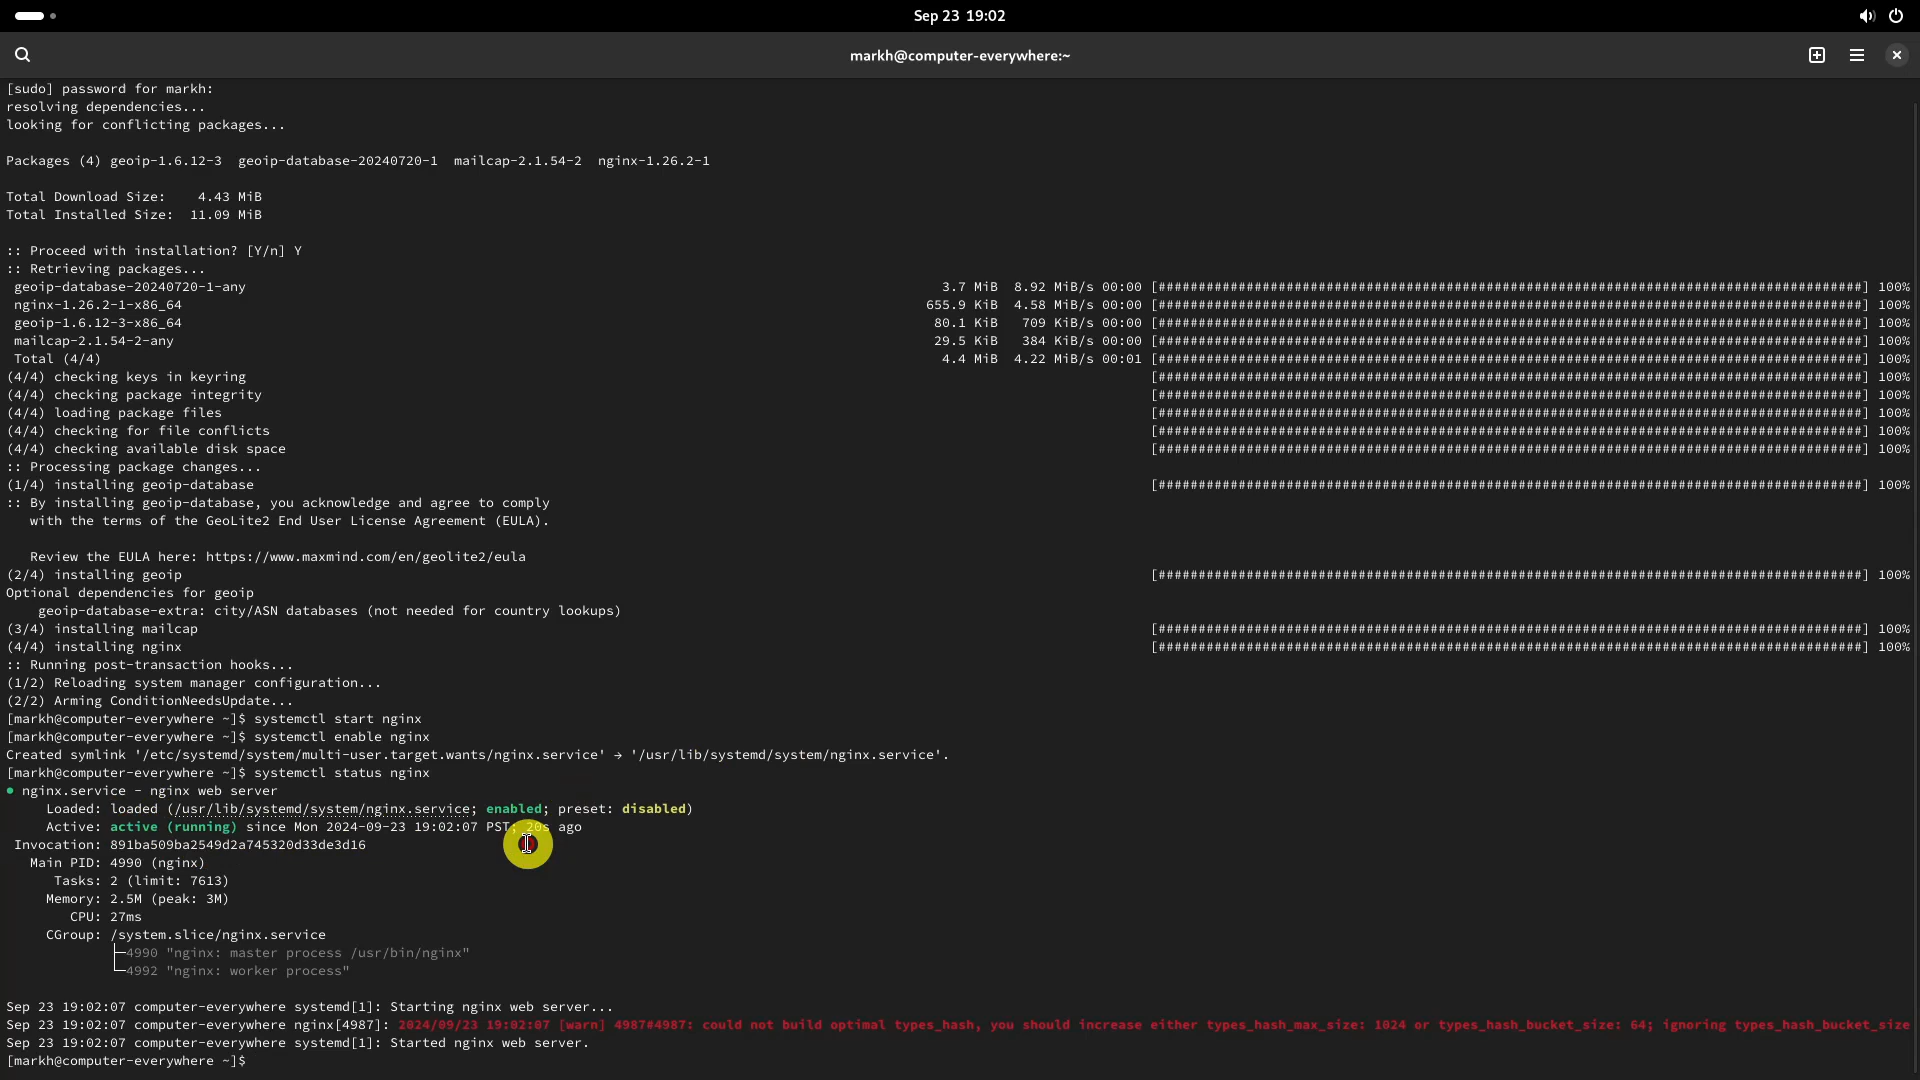 Sep 23 19:02
markh@computer-everywhere:~
[sudo] password for markh:
resolving dependencies...
looking for conflicting packages...
Packages (4) geoip-1.6.12-3  geoip-database-20240720-1  mailcap-2.1.54-2  nginx-1.26.2-1
Total Download Size:    4.43 MiB
Total Installed Size:  11.09 MiB
:: Proceed with installation? [Y/n] Y
:: Retrieving packages...
geoip-database-20240720-1-any 3.7 MiB 8.92 MiB/s 00:00 [########################################################################################] 100%
nginx-1.26.2-1-x86_64 655.9 KiB 4.58 MiB/s 00:00 [########################################################################################] 100%
geoip-1.6.12-3-x86_64 80.1 KiB 709 KiB/s 00:00 [########################################################################################] 100%
mailcap-2.1.54-2-any 29.5 KiB 384 KiB/s 00:00 [########################################################################################] 100%
Total (4/4) 4.4 MiB 4.22 MiB/s 00:01 [########################################################################################] 100%
(4/4) checking keys in keyring [########################################################################################] 100%
(4/4) checking package integrity [########################################################################################] 100%
(4/4) loading package files [########################################################################################] 100%
(4/4) checking for file conflicts [########################################################################################] 100%
(4/4) checking available disk space [########################################################################################] 100%
:: Processing package changes...
(1/4) installing geoip-database [########################################################################################] 100%
:: By installing geoip-database, you acknowledge and agree to comply
with the terms of the GeoLite2 End User License Agreement (EULA).
Review the EULA here: https://www.maxmind.com/en/geolite2/eula
(2/4) installing geoip [########################################################################################] 100%
Optional dependencies for geoip
geoip-database-extra: city/ASN databases (not needed for country lookups)
(3/4) installing mailcap [########################################################################################] 100%
(4/4) installing nginx [########################################################################################] 100%
:: Running post-transaction hooks...
(1/2) Reloading system manager configuration...
(2/2) Arming ConditionNeedsUpdate...
[markh@computer-everywhere ~]$ systemctl start nginx
[markh@computer-everywhere ~]$ systemctl enable nginx
Created symlink '/etc/systemd/system/multi-user.target.wants/nginx.service' → '/usr/lib/systemd/system/nginx.service'.
[markh@computer-everywhere ~]$ systemctl status nginx
● nginx.service - nginx web server
Loaded: loaded (/usr/lib/systemd/system/nginx.service; enabled; preset: disabled)
Active: active (running) since Mon 2024-09-23 19:02:07 PST; 20s ago
Invocation: 891ba509ba2549d2a745320d33de3d16
Main PID: 4990 (nginx)
Tasks: 2 (limit: 7613)
Memory: 2.5M (peak: 3M)
CPU: 27ms
CGroup: /system.slice/nginx.service
├─4990 "nginx: master process /usr/bin/nginx"
└─4992 "nginx: worker process"
Sep 23 19:02:07 computer-everywhere systemd[1]: Starting nginx web server...
Sep 23 19:02:07 computer-everywhere nginx[4987]: 2024/09/23 19:02:07 [warn] 4987#4987: could not build optimal types_hash, you should increase either types_hash_max_size: 1024 or types_hash_bucket_size: 64; ignoring types_hash_bucket_size
Sep 23 19:02:07 computer-everywhere systemd[1]: Started nginx web server.
[markh@computer-everywhere ~]$